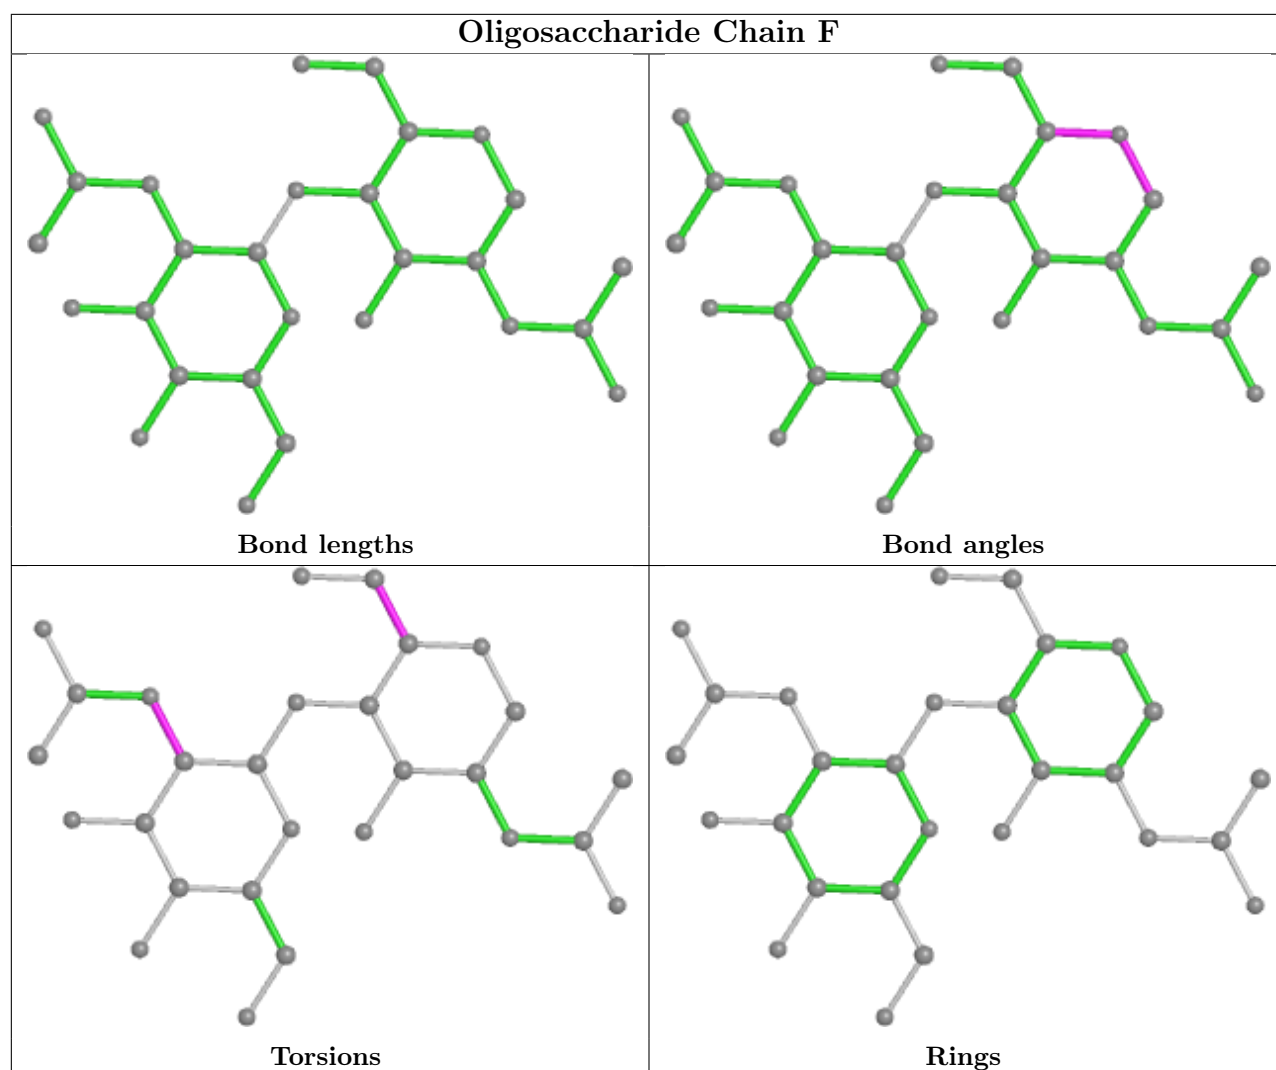 Oligosaccharide Chain F
Bond lengths
Bond angles
Torsions
Rings